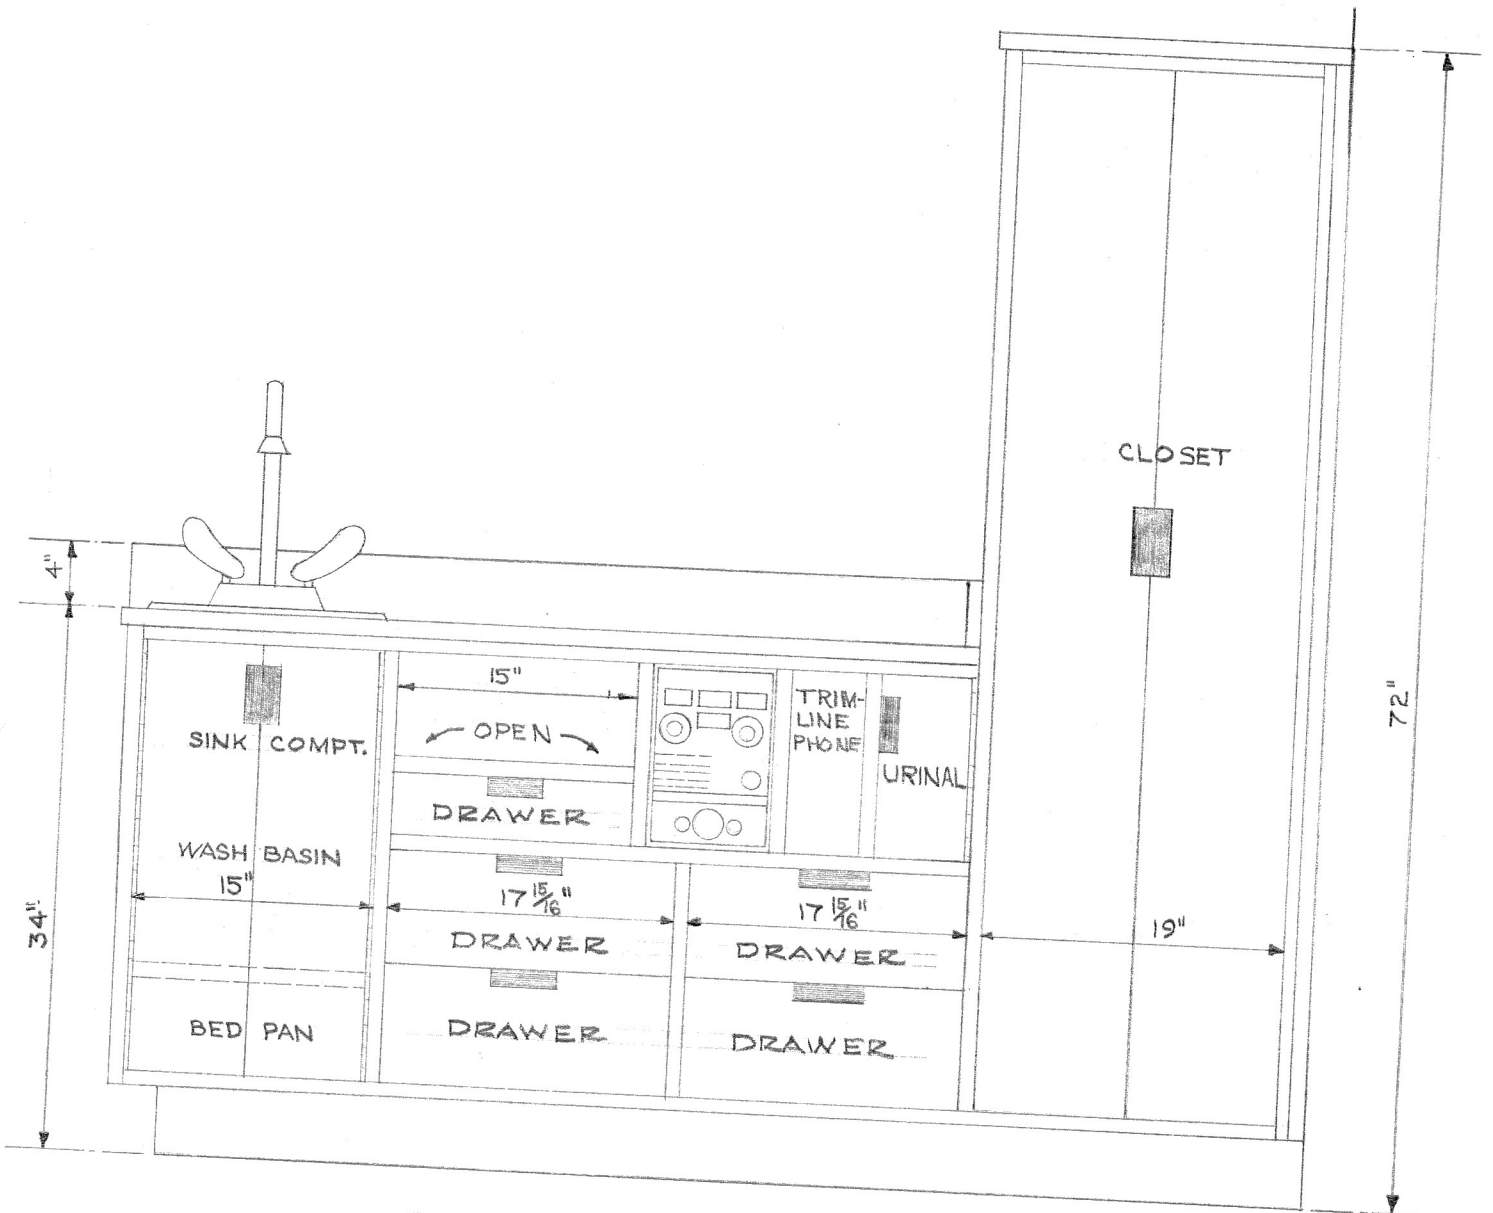 72"
CLOSET
4"
15"
OPEN
TRIM-
LINE
PHONE
SINK COMPT.
URINAL
DRAWER
WASH BASIN
15"
17 15/16"
17 15/16"
34"
19"
DRAWER
DRAWER
BED PAN
DRAWER
DRAWER